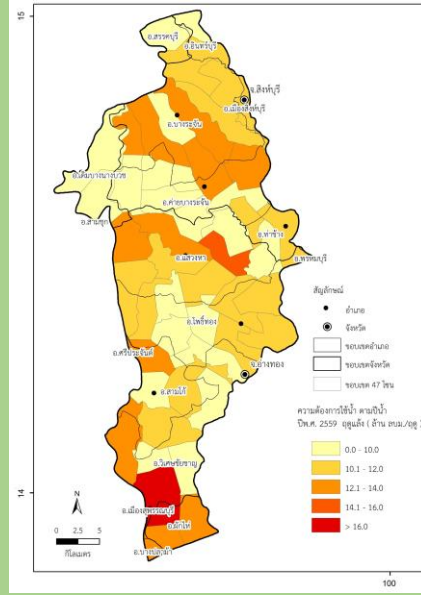 15
อ.สรรคบุรี
อ.อินทร์บุรี
จ.สิงห์บุรี
อ.เมืองสิงห์บุรี
อ.บางระจัน
อ.เดิมบางนางบวช
อ.ค่ายบางระจัน
อ.สามชุก
อ.ท่าช้าง
อ.พรหมบุรี
อ.แสวงหา
สัญลักษณ์
อำเภอ
จังหวัด
ขอบเขตอำเภอ
ขอบเขตจังหวัด
ขอบเขต 47 โซน
อ.โพธิ์ทอง
อ.ศรีประจันต์
จ.อ่างทอง
อ.สามโก้
ความต้องการใช้น้ำ ตามปีน้ำ
ปีพ.ศ. 2559 ฤดูแล้ง ( ล้าน ลบม./ฤดู )
0.0 - 10.0
10.1 - 12.0
12.1 - 14.0
14.1 - 16.0
> 16.0
อ.วิเศษชัยชาญ
14
N
อ.เมืองสุพรรณบุรี
0 2.5 5
กิโลเมตร
อ.ผักไห่
อ.บางปลาม้า
100